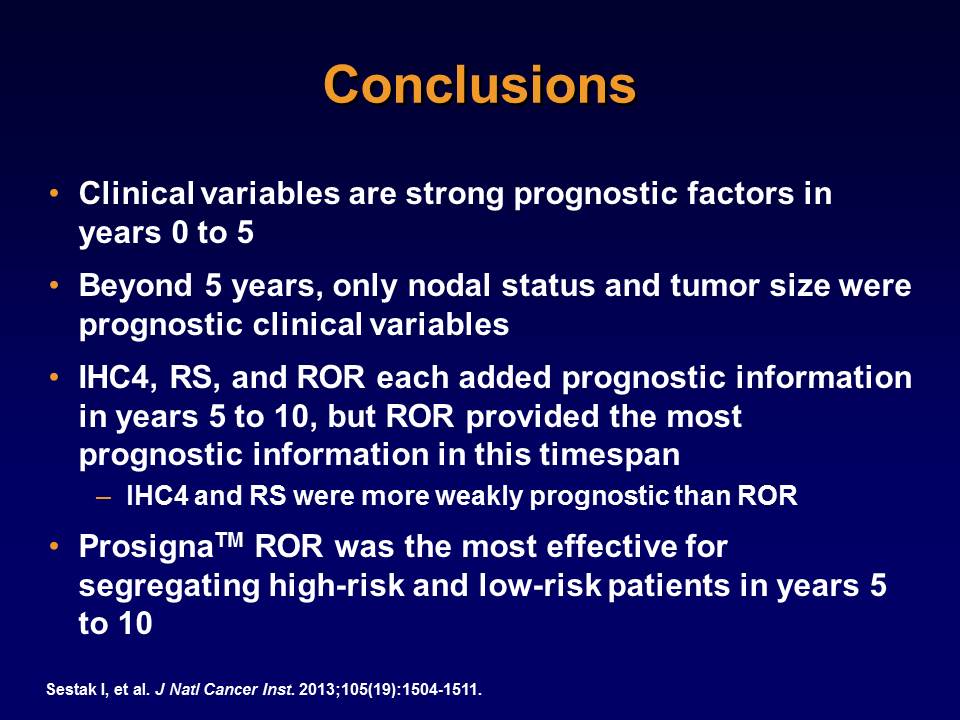 Conclusions
• Clinical variables are strong prognostic factors in
years 0 to 5
• Beyond 5 years, only nodal status and tumor size were
prognostic clinical variables
• IHC4, RS, and ROR each added prognostic information
in years 5 to 10, but ROR provided the most
prognostic information in this timespan
– IHC4 and RS were more weakly prognostic than ROR
• Prosigna™ ROR was the most effective for
segregating high-risk and low-risk patients in years 5
to 10
Sestak I, et al. J Natl Cancer Inst. 2013;105(19):1504-1511.